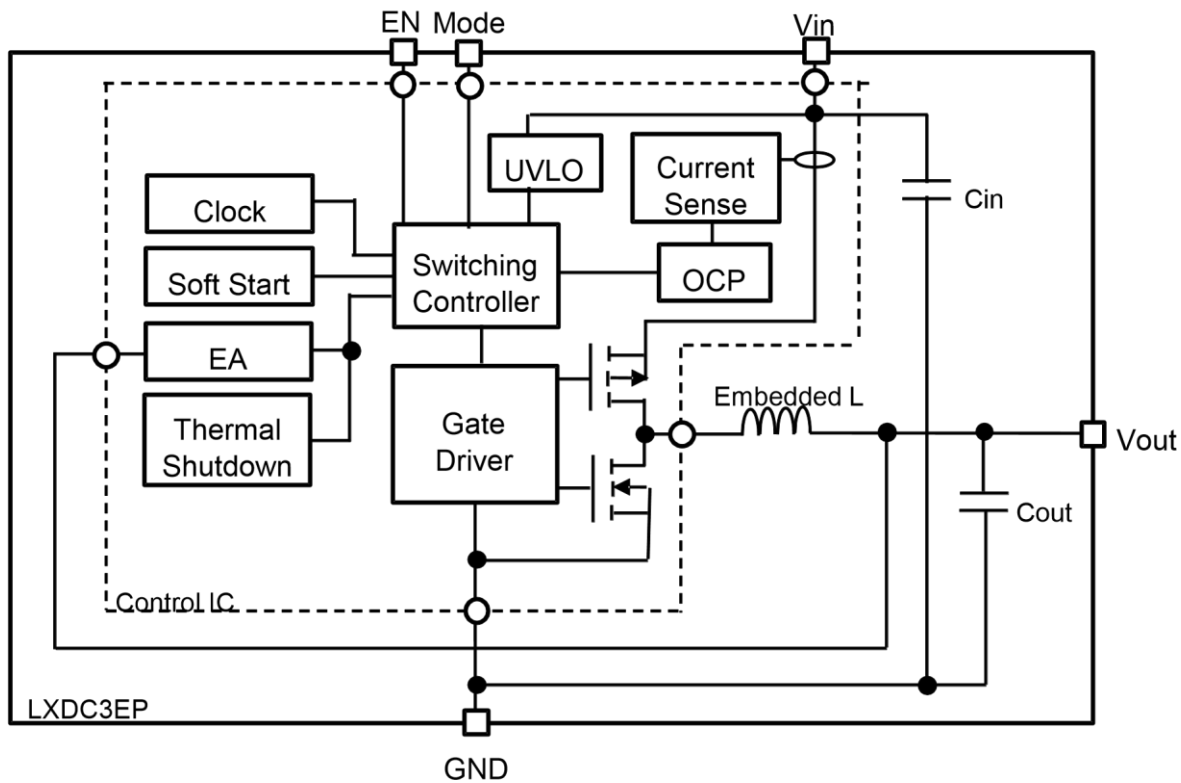 EN
Mode
Vin
UVLO
Current
Sense
Cin
Clock
Switching
Controller
Soft Start
OCP
EA
Embedded L
Thermal
Shutdown
Gate
Driver
Vout
Cout
Control IC
LXDC3EP
GND